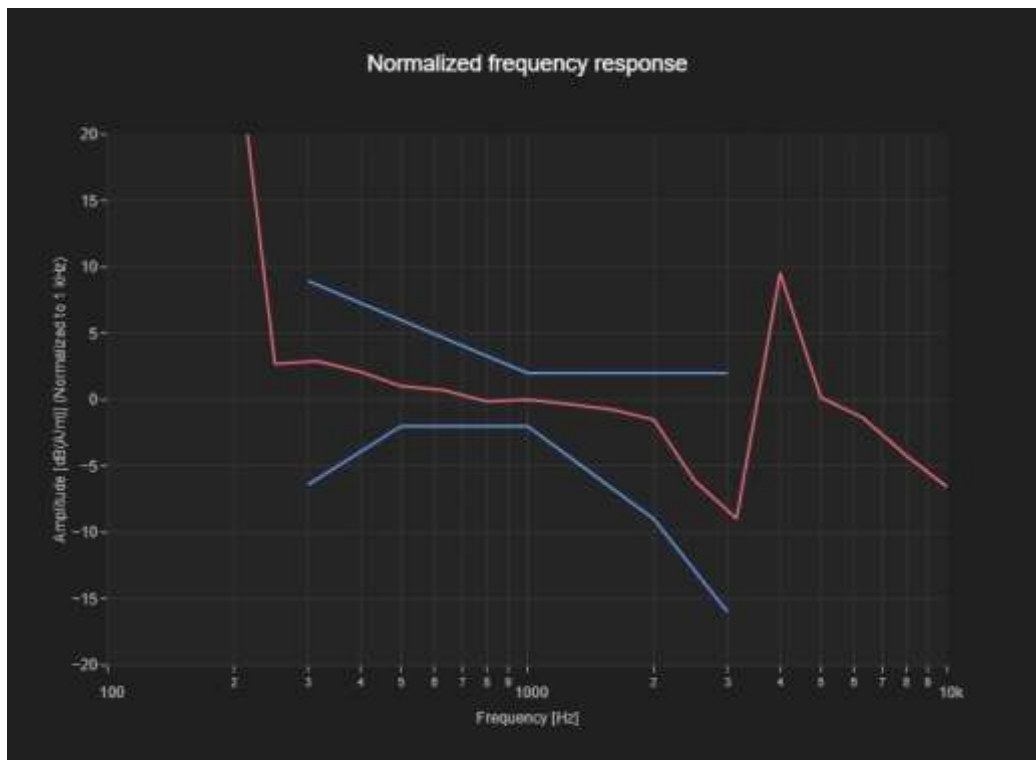 Normalized frequency response
20
15
10
5
0
−5
−10
−15
−20
Amplitude [dB(A/m)] (Normalized to 1 kHz)
2 3 4 5 6 7 8 9 2 3 4 5 6 7 8 9
100 1000 10k
Frequency [Hz]